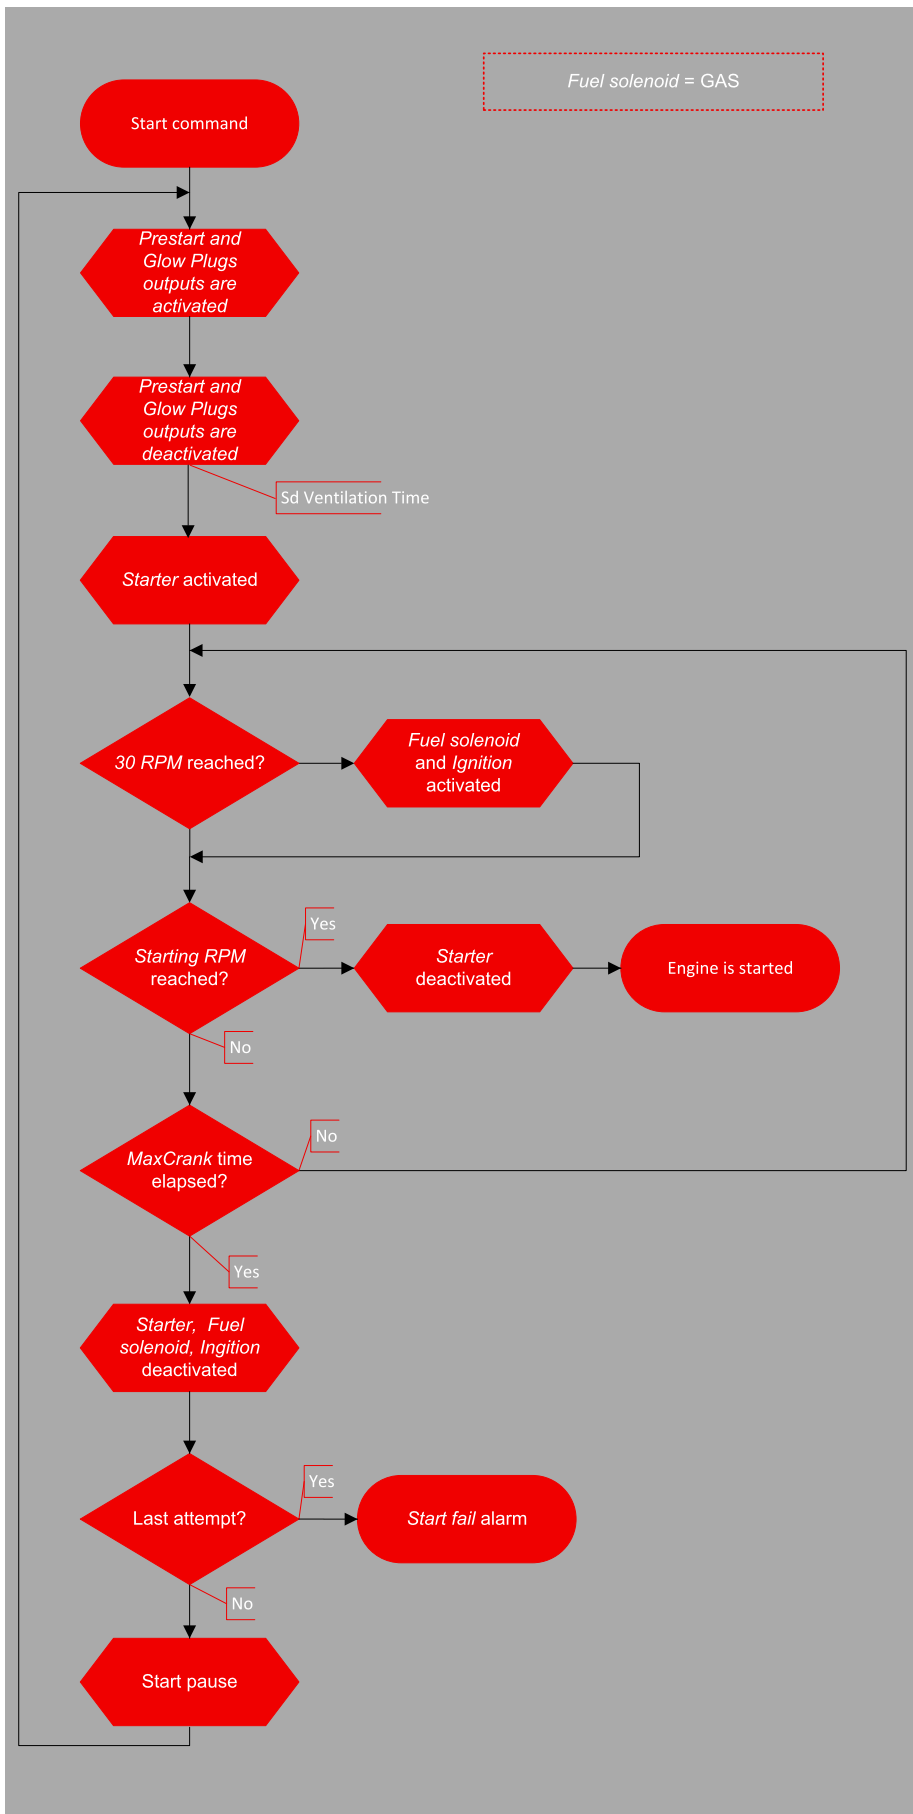 Fuel solenoid = GAS
Start command
Prestart and
Glow Plugs
outputs are
activated
Prestart and
Glow Plugs
outputs are
deactivated
Sd Ventilation Time
Starter activated
30 RPM reached?
Fuel solenoid
and Ignition
activated
Starting RPM
reached?
Yes
Starter
deactivated
Engine is started
No
MaxCrank time
elapsed?
No
Yes
Starter, Fuel
solenoid, Ingition
deactivated
Last attempt?
Yes
Start fail alarm
No
Start pause